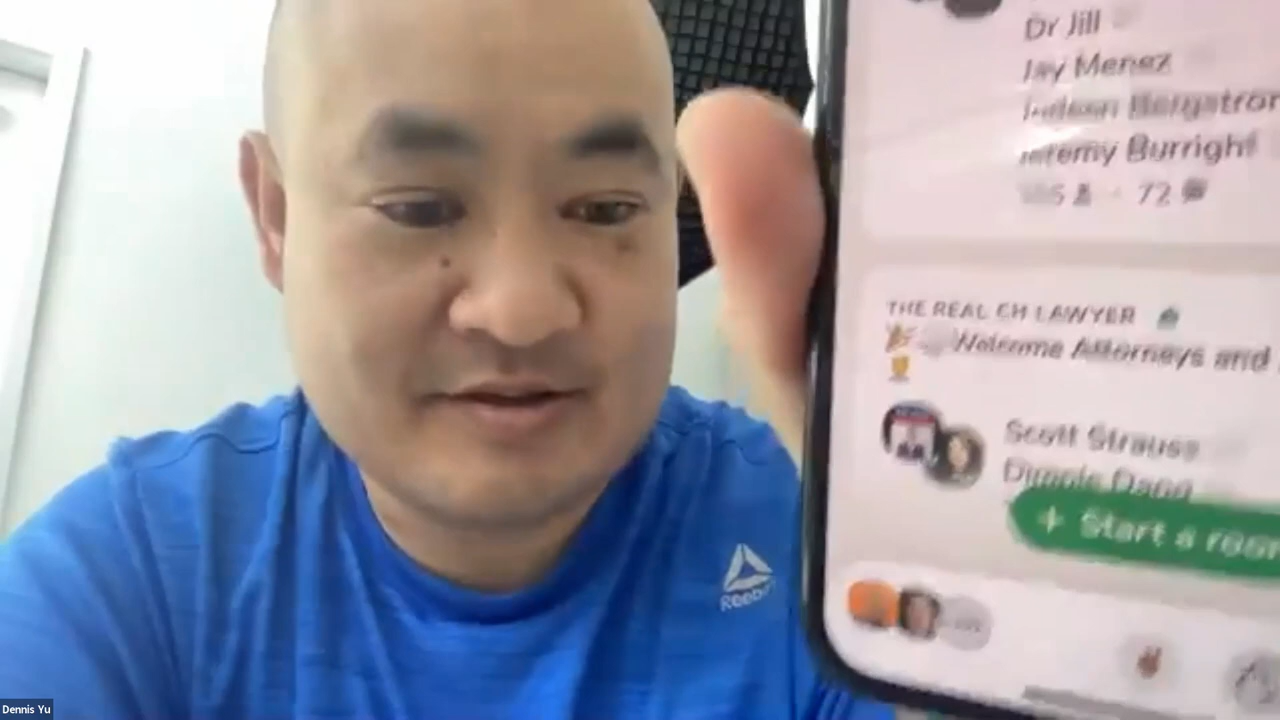 Dr Jill
Jay Menez
Jeremy Burright
72
THE REAL CH LAWYER
Welcome Attorneys and
Scott Strauss
+ Start a room
Reebok
Dennis Yu